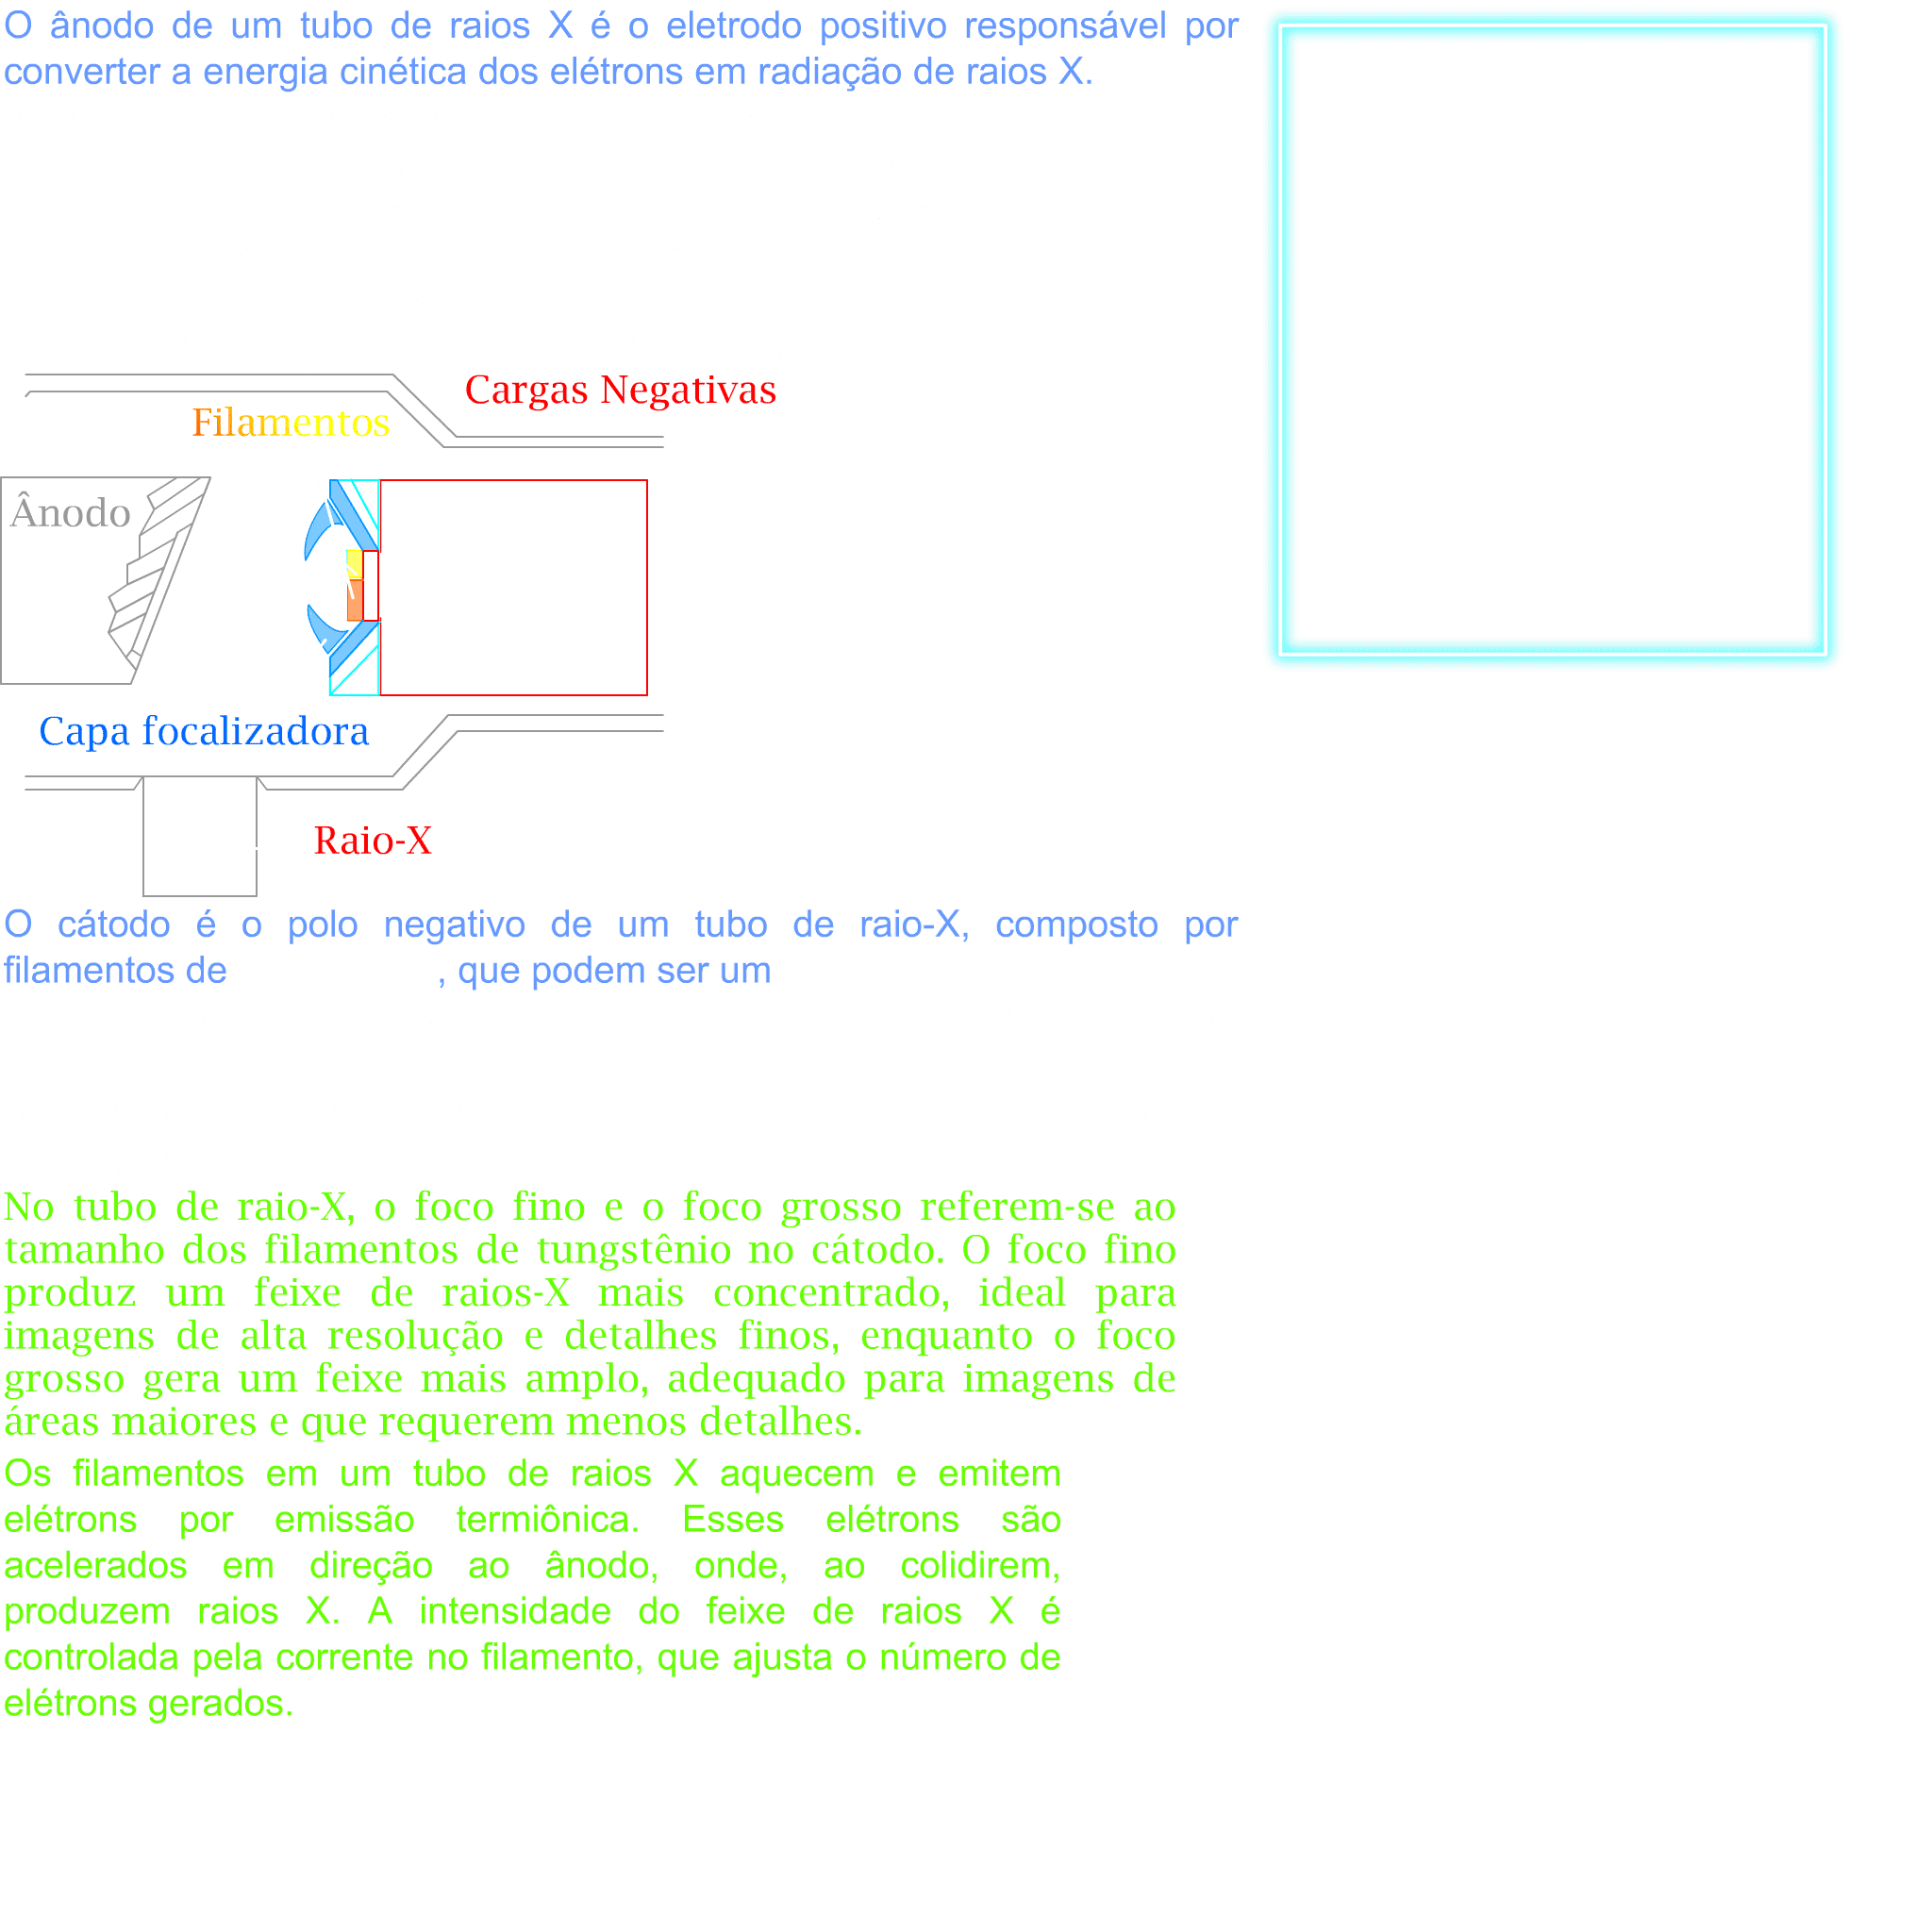 O ânodo de um tubo de raios X é o eletrodo positivo responsável por
converter a energia cinética dos elétrons em radiação de raios X.
Cargas Negativas
Filamentos
Ânodo
Capa focalizadora
Raio-X
O cátodo é o polo negativo de um tubo de raio-X, composto por
filamentos de , que podem ser um
No tubo de raio-X, o foco fino e o foco grosso referem-se ao
tamanho dos filamentos de tungstênio no cátodo. O foco fino
produz um feixe de raios-X mais concentrado, ideal para
imagens de alta resolução e detalhes finos, enquanto o foco
grosso gera um feixe mais amplo, adequado para imagens de
áreas maiores e que requerem menos detalhes.
Os filamentos em um tubo de raios X aquecem e emitem
elétrons por emissão termiônica. Esses elétrons são
acelerados em direção ao ânodo, onde, ao colidirem,
produzem raios X. A intensidade do feixe de raios X é
controlada pela corrente no filamento, que ajusta o número de
elétrons gerados.